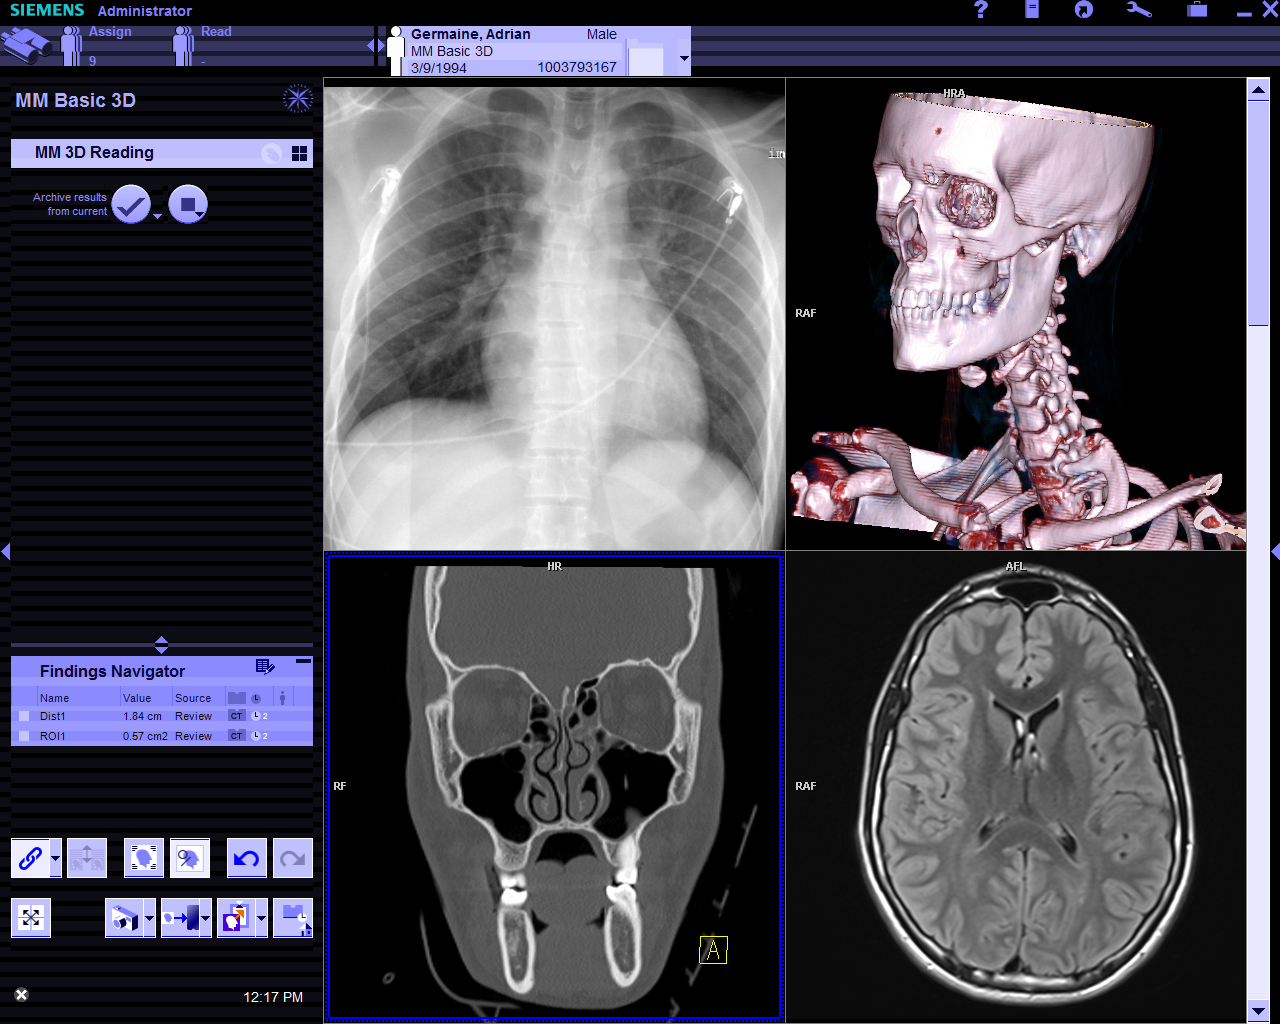 SIEMENS Administrator
?
Assign
9
Read
-
Germaine, Adrian Male
MM Basic 3D
3/9/1994 1003793167
MM Basic 3D
MM 3D Reading
Archive results
from current
Findings Navigator
Name Value Source
Dist1 1.84 cm Review CT 2
ROI1 0.57 cm2 Review CT 2
12:17 PM
im
HRA
RAF
HR
RF
A
AFL
RAF